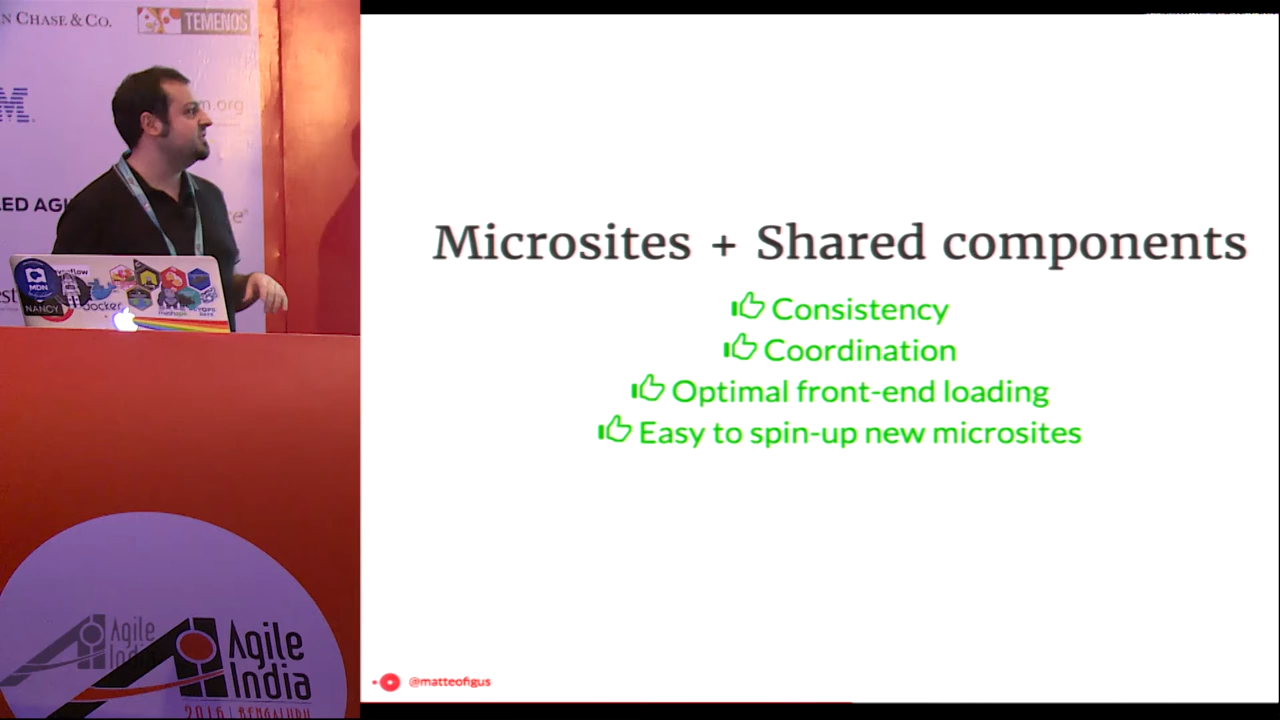 N CHASE & CO.
TEMENOS
M.
m.org
LED AGI
MDN
NANCY
docker
Microsites + Shared components
Consistency
Coordination
Optimal front-end loading
Easy to spin-up new microsites
@matteofigus
Agile
India
Agile
India
2016 | BENGALURU